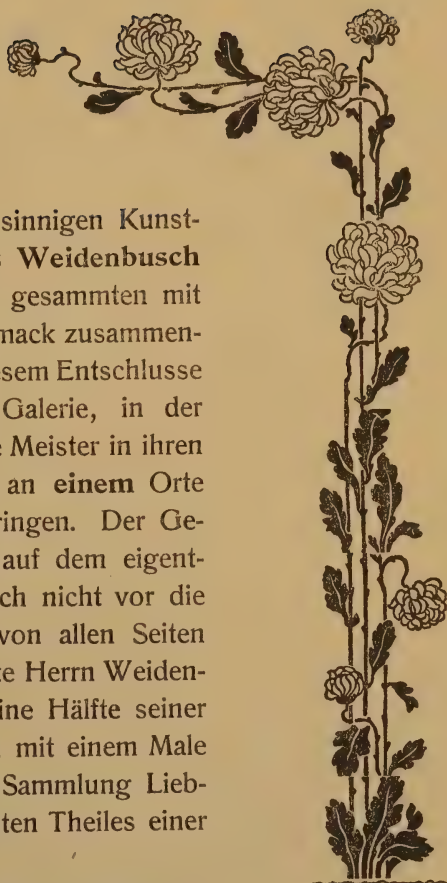 sinnigen Kunst-
Weidenbusch
gesammten mit
mack zusammen-
esem Entschlusse
Galerie, in der
e Meister in ihren
an einem Orte
ringen. Der Ge-
auf dem eigent-
ch nicht vor die
von allen Seiten
te Herrn Weiden-
ine Hälfte seiner
mit einem Male
Sammlung Lieb-
ten Theiles einer